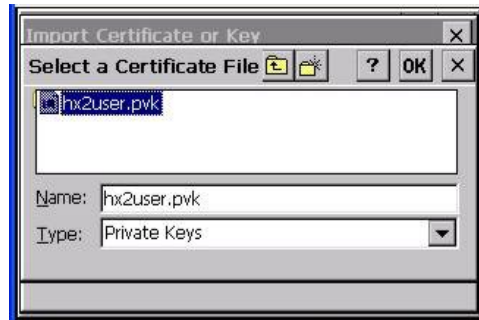 Import Certificate or Key
Select a Certificate File ? OK ×
hx2user.pvk
Name: hx2user.pvk
Type: Private Keys